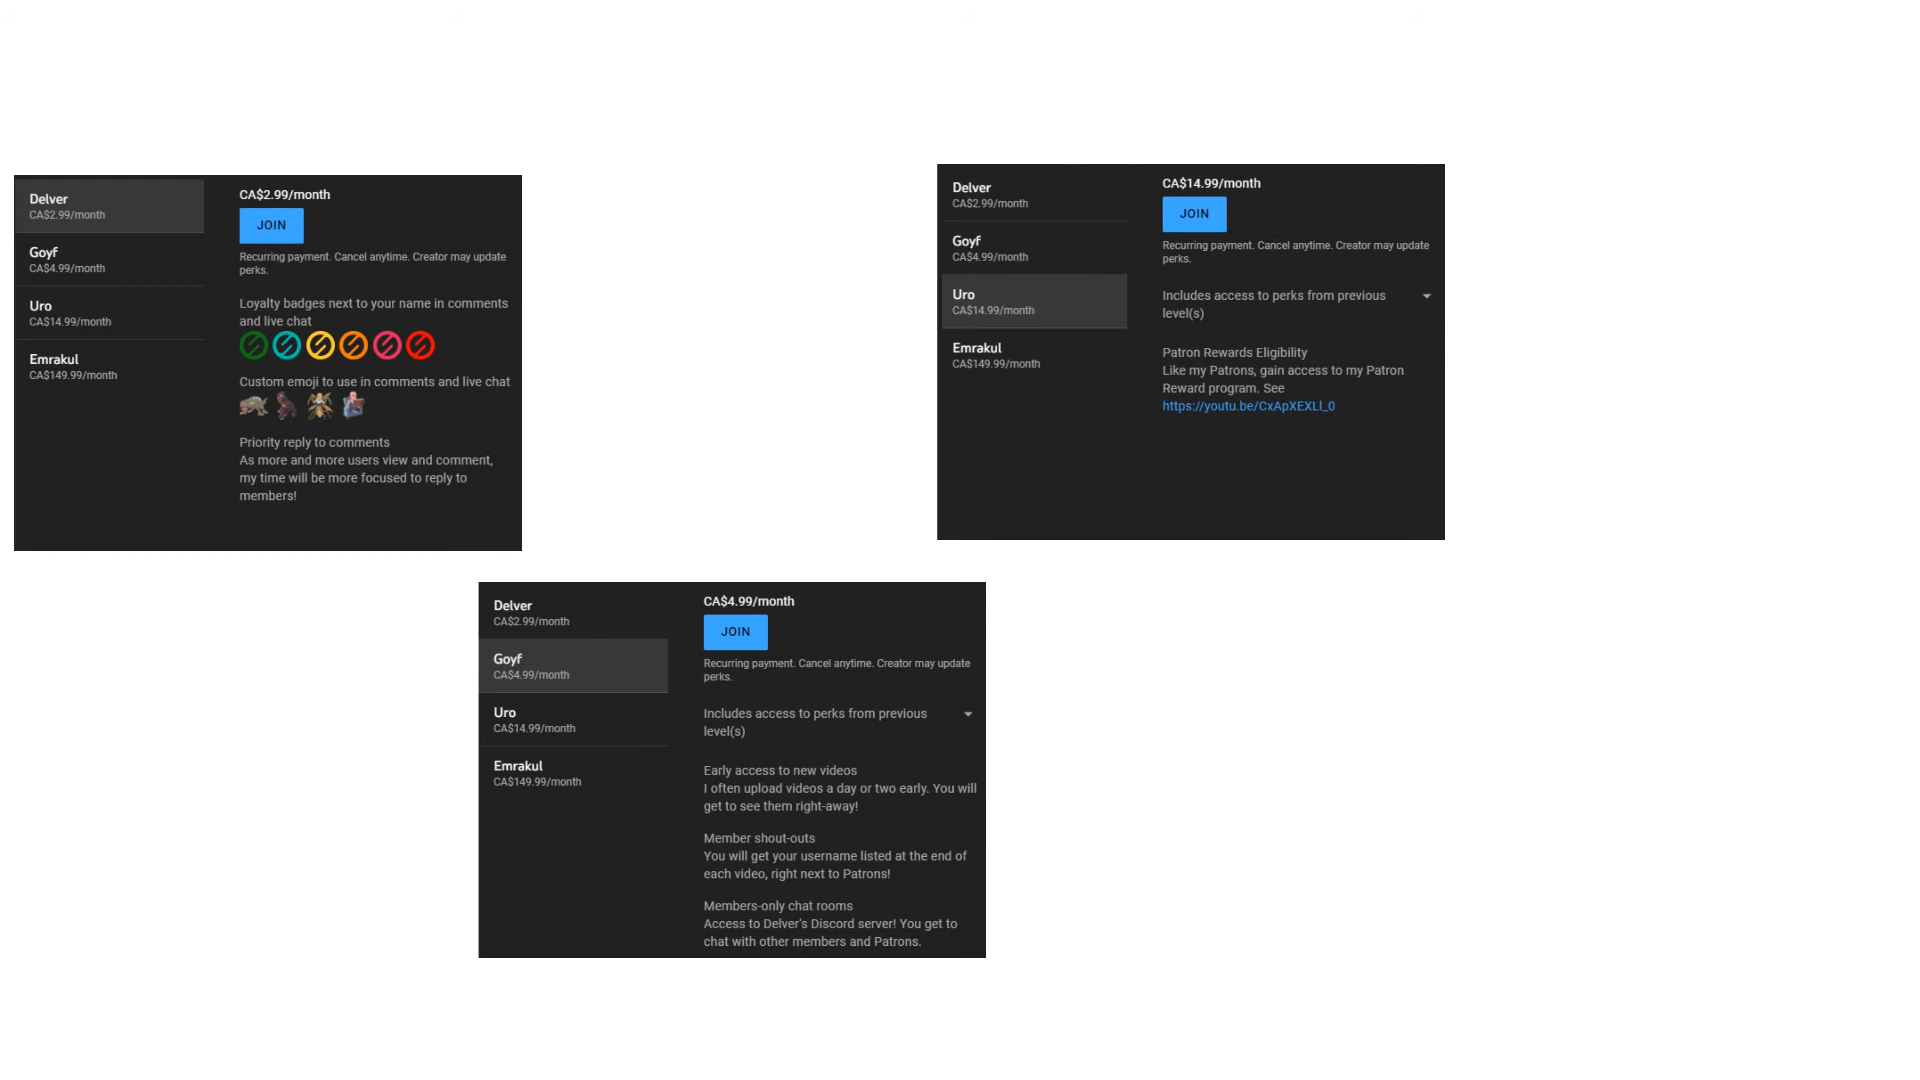 Delver
CA$2.99/month
Goyf
CA$4.99/month
Uro
CA$14.99/month
Emrakul
CA$149.99/month
CA$2.99/month
JOIN
Recurring payment. Cancel anytime. Creator may update
perks.
Loyalty badges next to your name in comments
and live chat
Custom emoji to use in comments and live chat
Priority reply to comments
As more and more users view and comment,
my time will be more focused to reply to
members!
Delver
CA$2.99/month
Goyf
CA$4.99/month
Uro
CA$14.99/month
Emrakul
CA$149.99/month
CA$14.99/month
JOIN
Recurring payment. Cancel anytime. Creator may update
perks.
Includes access to perks from previous
level(s)
Patron Rewards Eligibility
Like my Patrons, gain access to my Patron
Reward program. See
https://youtu.be/CxApXEXLl_0
Delver
CA$2.99/month
Goyf
CA$4.99/month
Uro
CA$14.99/month
Emrakul
CA$149.99/month
CA$4.99/month
JOIN
Recurring payment. Cancel anytime. Creator may update
perks.
Includes access to perks from previous
level(s)
Early access to new videos
I often upload videos a day or two early. You will
get to see them right-away!
Member shout-outs
You will get your username listed at the end of
each video, right next to Patrons!
Members-only chat rooms
Access to Delver's Discord server! You get to
chat with other members and Patrons.